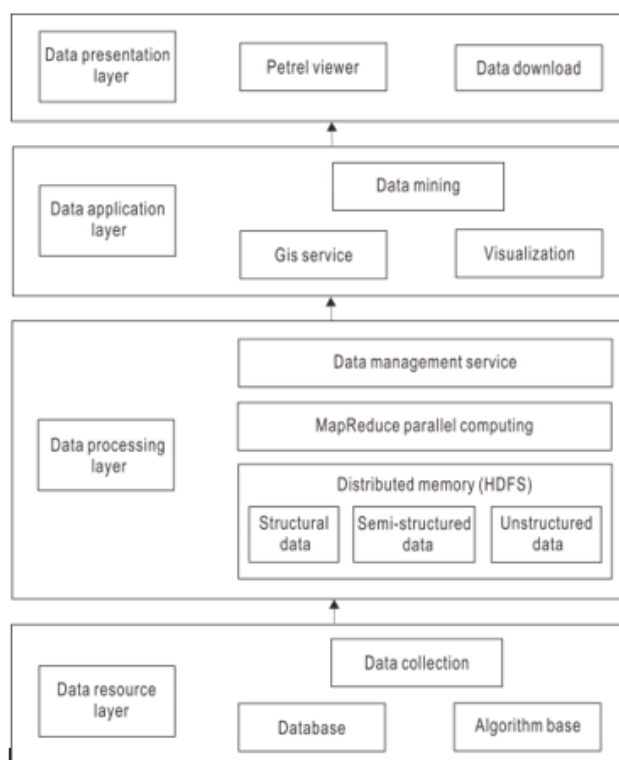 Data presentation
layer
Petrel viewer
Data download
Data application
layer
Data mining
Gis service
Visualization
Data processing
layer
Data management service
MapReduce parallel computing
Distributed memory (HDFS)
Structural
data
Semi-structured
data
Unstructured
data
Data resource
layer
Data collection
Database
Algorithm base